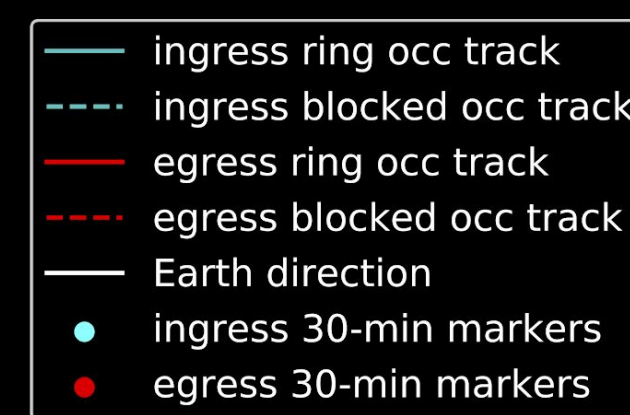 ingress ring occ track
ingress blocked occ track
egress ring occ track
egress blocked occ track
Earth direction
ingress 30-min markers
egress 30-min markers